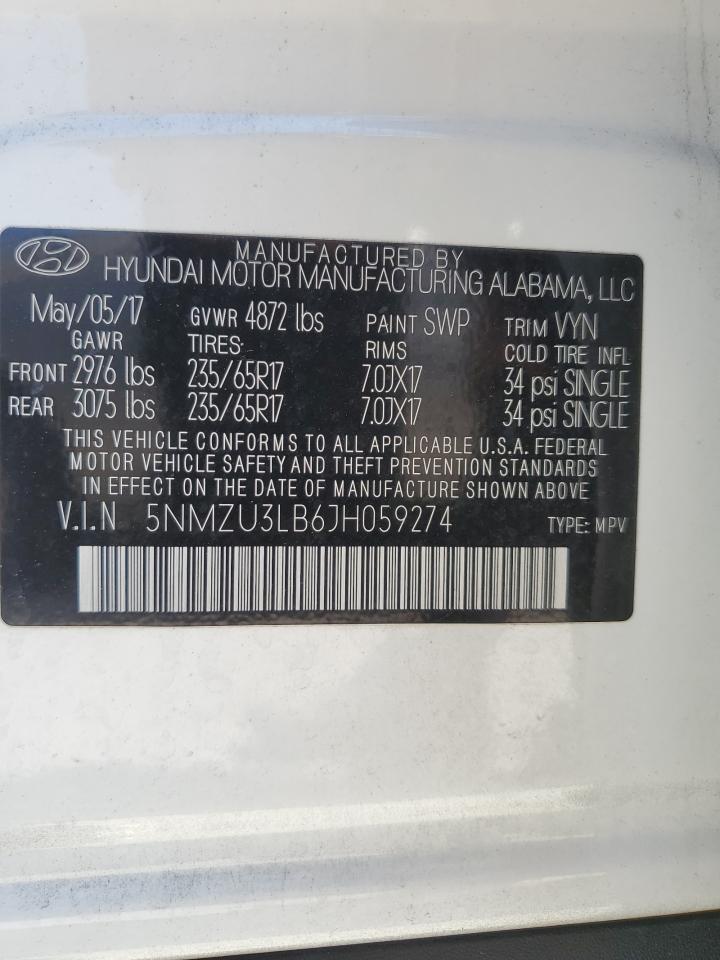 MANUFACTURED BY
HYUNDAI MOTOR MANUFACTURING ALABAMA, LLC
May/05/17 GVWR 4872 lbs PAINT SWP TRIM VYN
GAWR TIRES: RIMS COLD TIRE INFL
FRONT 2976 lbs 235/65R17 7.0JX17 34 psi SINGLE
REAR 3075 lbs 235/65R17 7.0JX17 34 psi SINGLE
THIS VEHICLE CONFORMS TO ALL APPLICABLE U.S.A. FEDERAL
MOTOR VEHICLE SAFETY AND THEFT PREVENTION STANDARDS
IN EFFECT ON THE DATE OF MANUFACTURE SHOWN ABOVE
V.I.N 5NMZU3LB6JH059274 TYPE: MPV